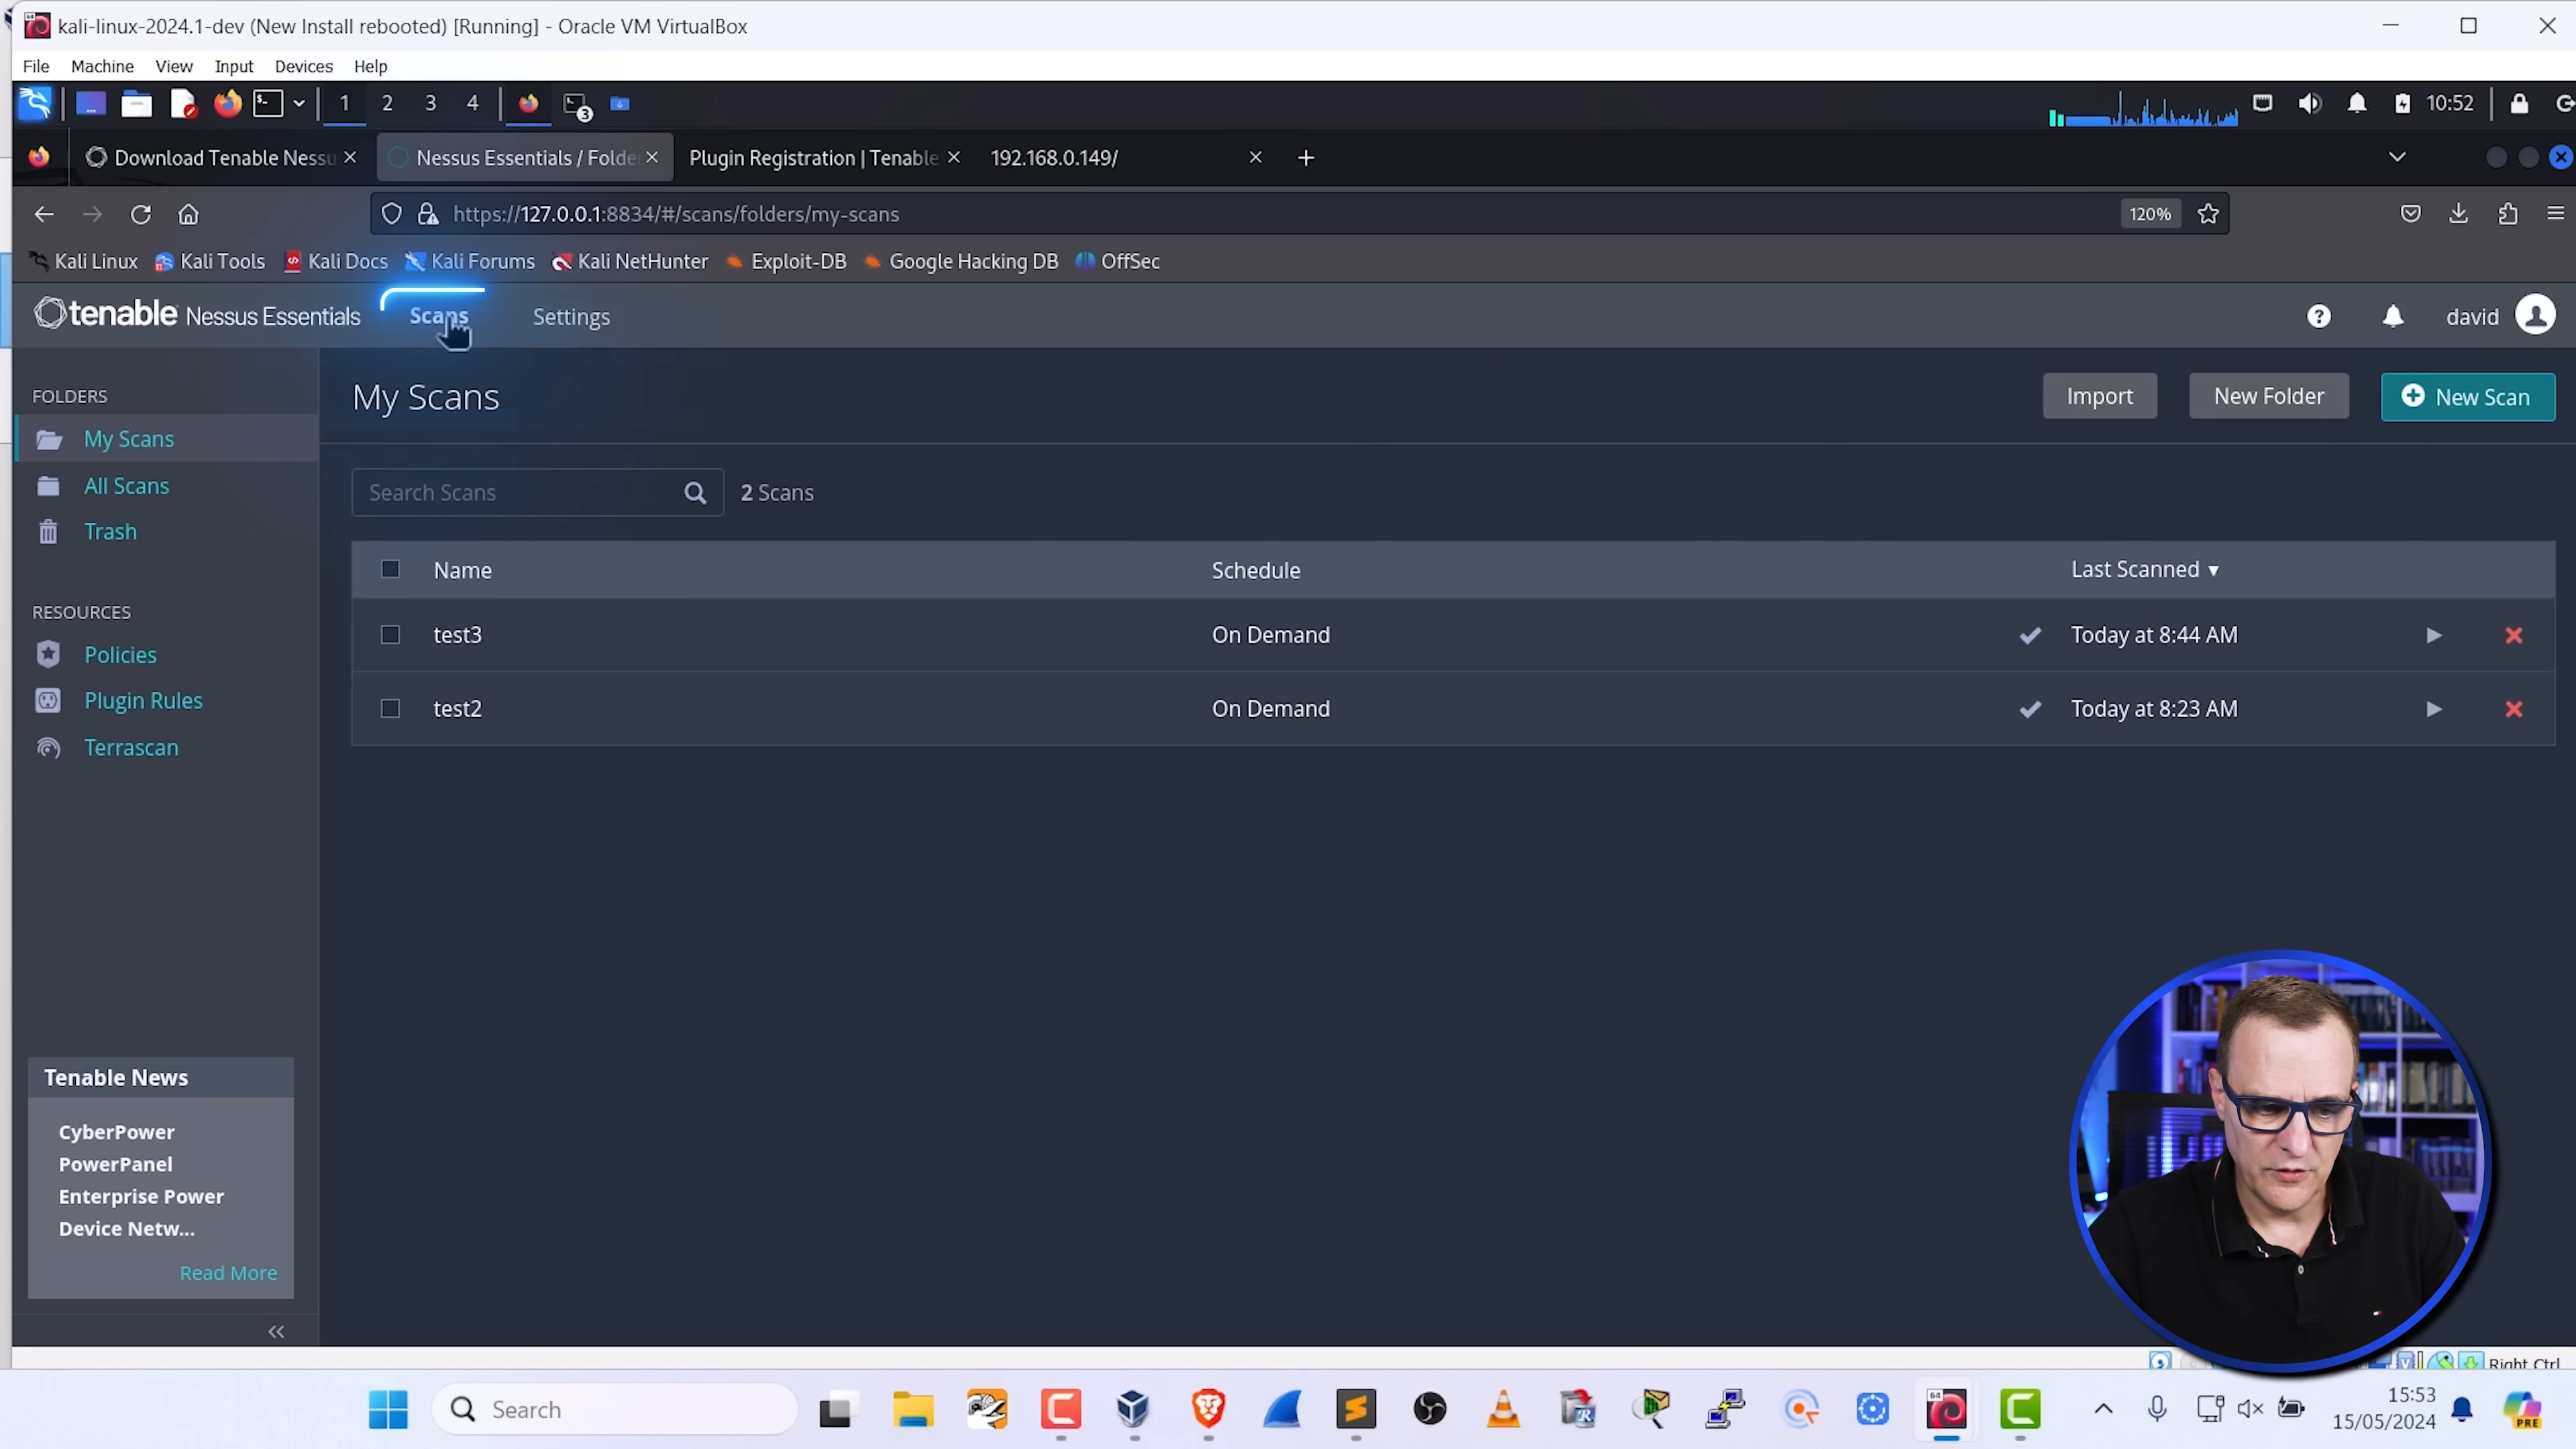 kali-linux-2024.1-dev (New Install rebooted) [Running] - Oracle VM VirtualBox
File Machine View Input Devices Help
1 2 3 4 3 10:52
Download Tenable Nessu Nessus Essentials / Folde Plugin Registration | Tenable 192.168.0.149/
https://127.0.0.1:8834/#/scans/folders/my-scans 120%
Kali Linux Kali Tools Kali Docs Kali Forums Kali NetHunter Exploit-DB Google Hacking DB OffSec
tenable Nessus Essentials Scans Settings david
FOLDERS
My Scans
All Scans
Trash
RESOURCES
Policies
Plugin Rules
Terrascan
Tenable News
CyberPower
PowerPanel
Enterprise Power
Device Netw...
Read More
My Scans Import New Folder New Scan
Search Scans 2 Scans
Name Schedule Last Scanned
test3 On Demand Today at 8:44 AM
test2 On Demand Today at 8:23 AM
Right Ctrl
Search 64 15:53
15/05/2024 PRE